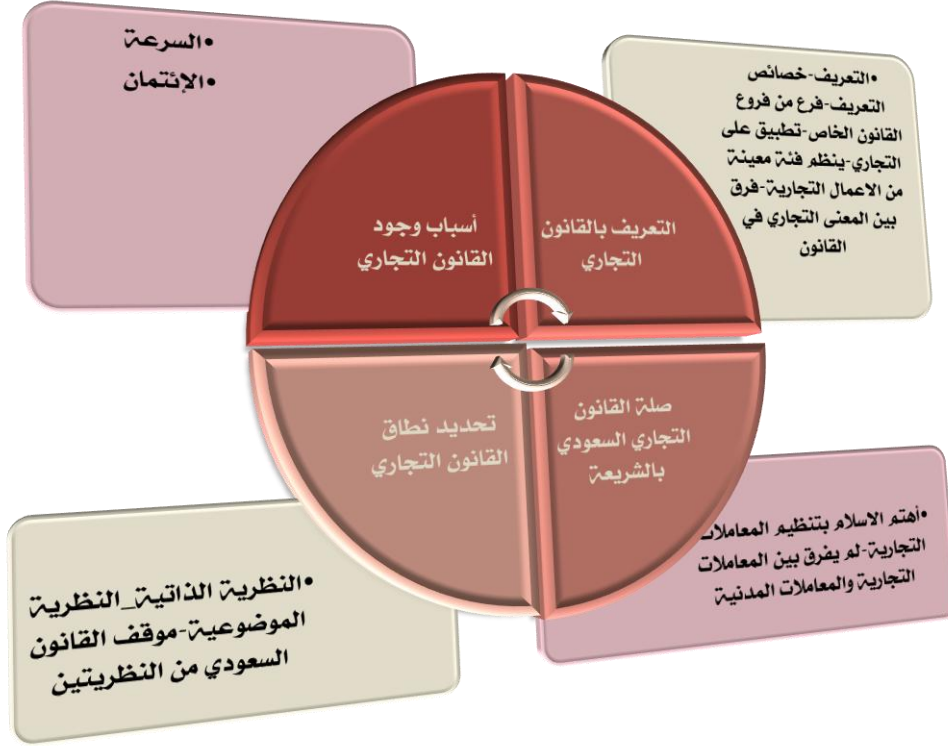 •السرعة
•الإئتمان
•التعريف-خصائص
التعريف-فرع من فروع
القانون الخاص-تطبيق على
التجاري-ينظم فئة معينة
من الاعمال التجارية-فرق
بين المعنى التجاري في
القانون
أسباب وجود
القانون التجاري
التعريف بالقانون
التجاري
تحديد نطاق
القانون التجاري
صلة القانون
التجاري السعودي
بالشريعة
•أهتم الاسلام بتنظيم المعاملات
التجارية-لم يفرق بين المعاملات
التجارية والمعاملات المدنية
•النظرية الذاتية_النظرية
الموضوعية-موقف القانون
السعودي من النظريتين